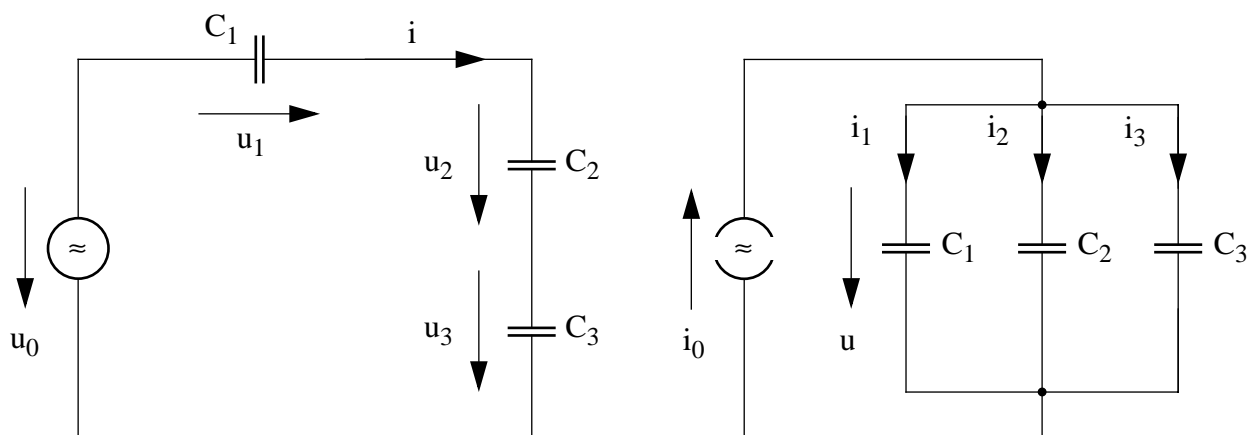 C1 i
u1
u2 C2
≈
u0
u3 C3
i1 i2 i3
≈ C1 C2 C3
i0 u